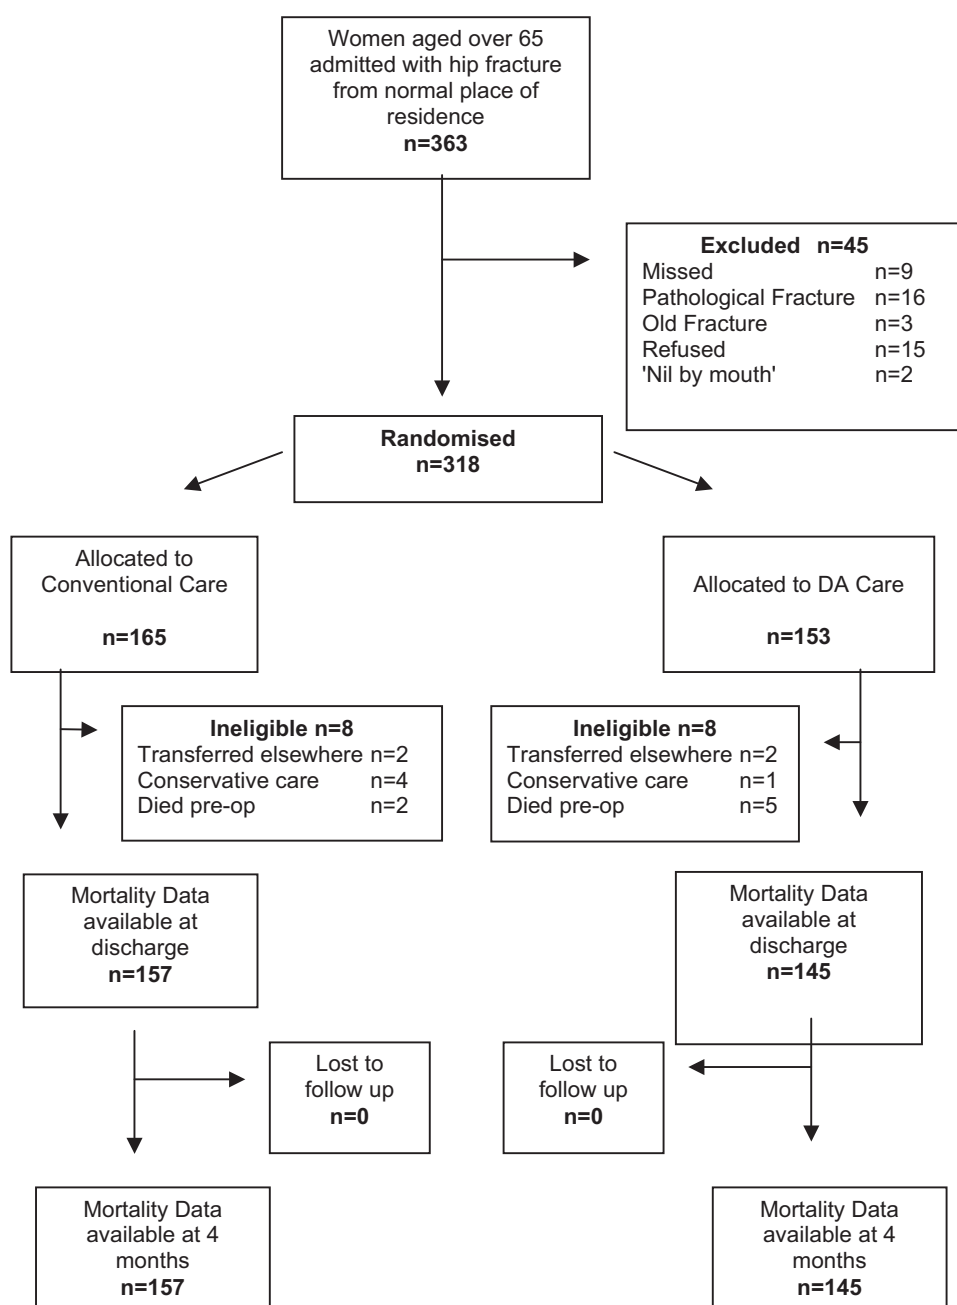 Women aged over 65
admitted with hip fracture
from normal place of
residence
n=363
Excluded n=45
Missed n=9
Pathological Fracture n=16
Old Fracture n=3
Refused n=15
'Nil by mouth' n=2
Randomised
n=318
Allocated to
Conventional Care
n=165
Allocated to DA Care
n=153
Ineligible n=8
Transferred elsewhere n=2
Conservative care n=4
Died pre-op n=2
Ineligible n=8
Transferred elsewhere n=2
Conservative care n=1
Died pre-op n=5
Mortality Data
available at
discharge
n=157
Mortality Data
available at
discharge
n=145
Lost to
follow up
n=0
Lost to
follow up
n=0
Mortality Data
available at 4
months
n=157
Mortality Data
available at 4
months
n=145